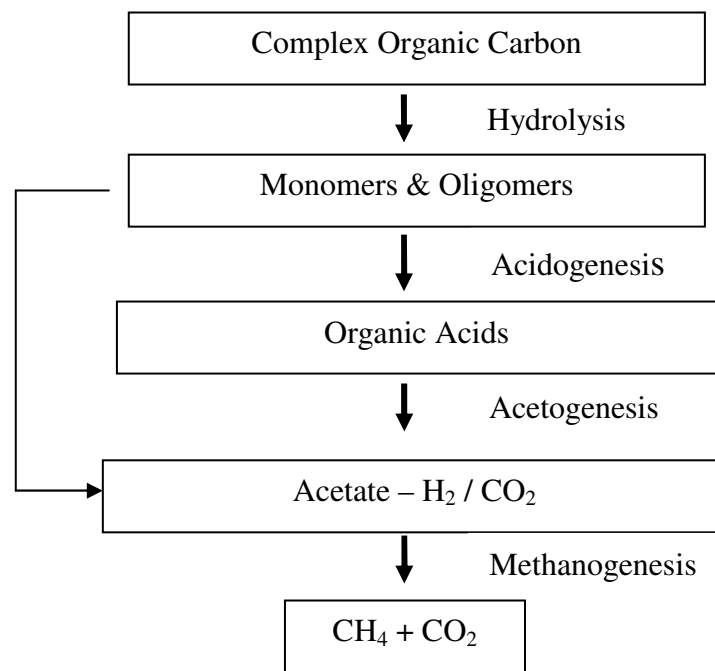 Complex Organic Carbon
Hydrolysis
Monomers & Oligomers
Acidogenesis
Organic Acids
Acetogenesis
Acetate – H₂ / CO₂
Methanogenesis
CH₄ + CO₂